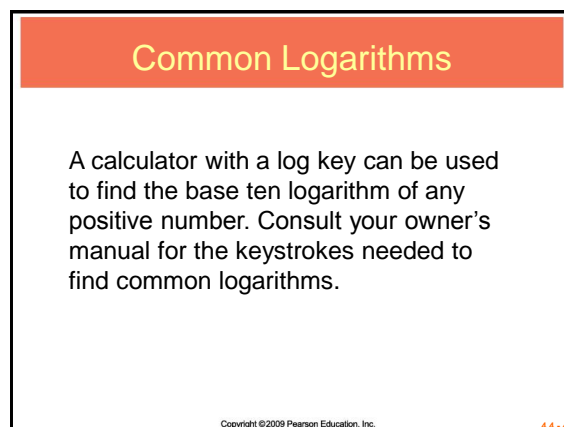 Common Logarithms
A calculator with a log key can be used
to find the base ten logarithm of any
positive number. Consult your owner's
manual for the keystrokes needed to
find common logarithms.
Copyright ©2009 Pearson Education, Inc.